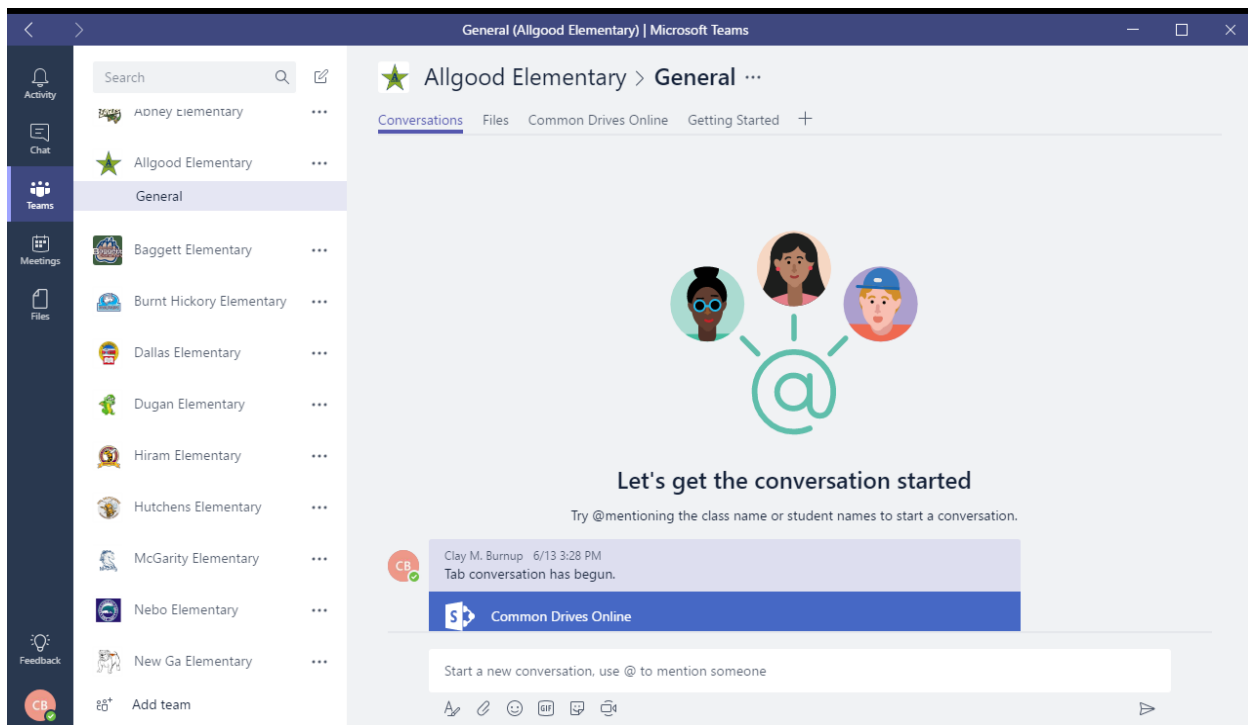 General (Allgood Elementary) | Microsoft Teams
Activity
Chat
Teams
Meetings
Files
Feedback
CB
Search
Abney Elementary
Allgood Elementary
General
Baggett Elementary
Burnt Hickory Elementary
Dallas Elementary
Dugan Elementary
Hiram Elementary
Hutchens Elementary
McGarity Elementary
Nebo Elementary
New Ga Elementary
Add team
Allgood Elementary > General ...
Conversations Files Common Drives Online Getting Started +
Let's get the conversation started
Try @mentioning the class name or student names to start a conversation.
CB
Clay M. Burnup 6/13 3:28 PM
Tab conversation has begun.
S Common Drives Online
Start a new conversation, use @ to mention someone
GIF